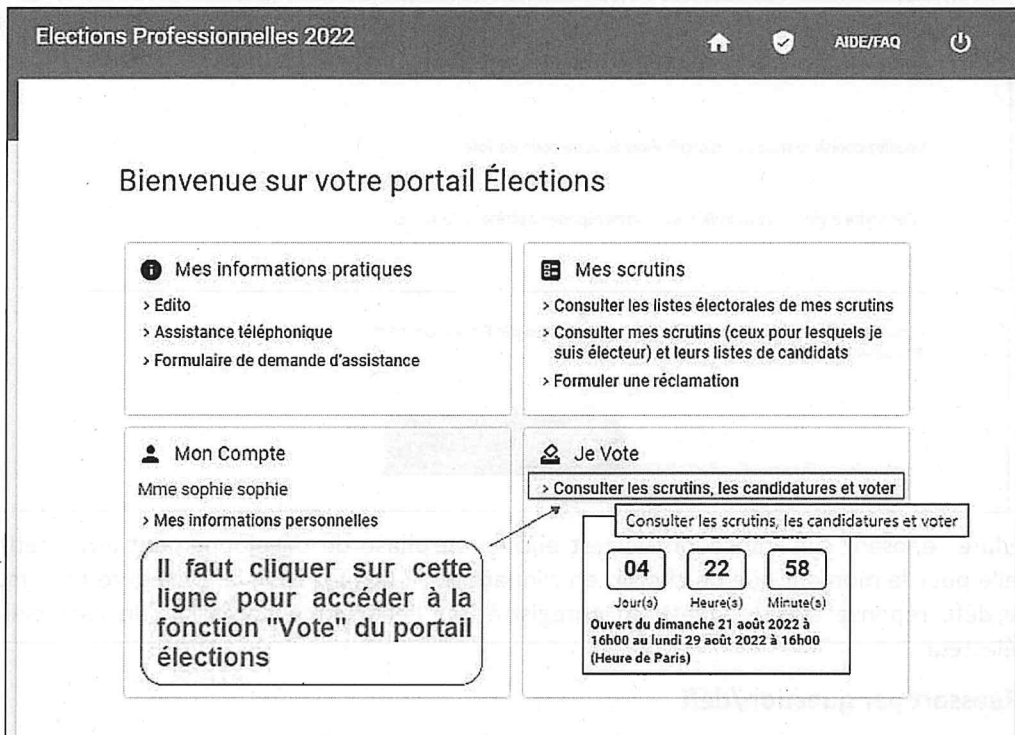 Elections Professionnelles 2022
AIDE/FAQ
Bienvenue sur votre portail Élections
Mes informations pratiques
> Edito
> Assistance téléphonique
> Formulaire de demande d'assistance
Mes scrutins
> Consulter les listes électorales de mes scrutins
> Consulter mes scrutins (ceux pour lesquels je
suis électeur) et leurs listes de candidats
> Formuler une réclamation
Mon Compte
Mme sophie sophie
> Mes informations personnelles
Il faut cliquer sur cette
ligne pour accéder à la
fonction "Vote" du portail
élections
Je Vote
> Consulter les scrutins, les candidatures et voter
Consulter les scrutins, les candidatures et voter
04 22 58
Jour(s) Heure(s) Minute(s)
Ouvert du dimanche 21 août 2022 à
16h00 au lundi 29 août 2022 à 16h00
(Heure de Paris)